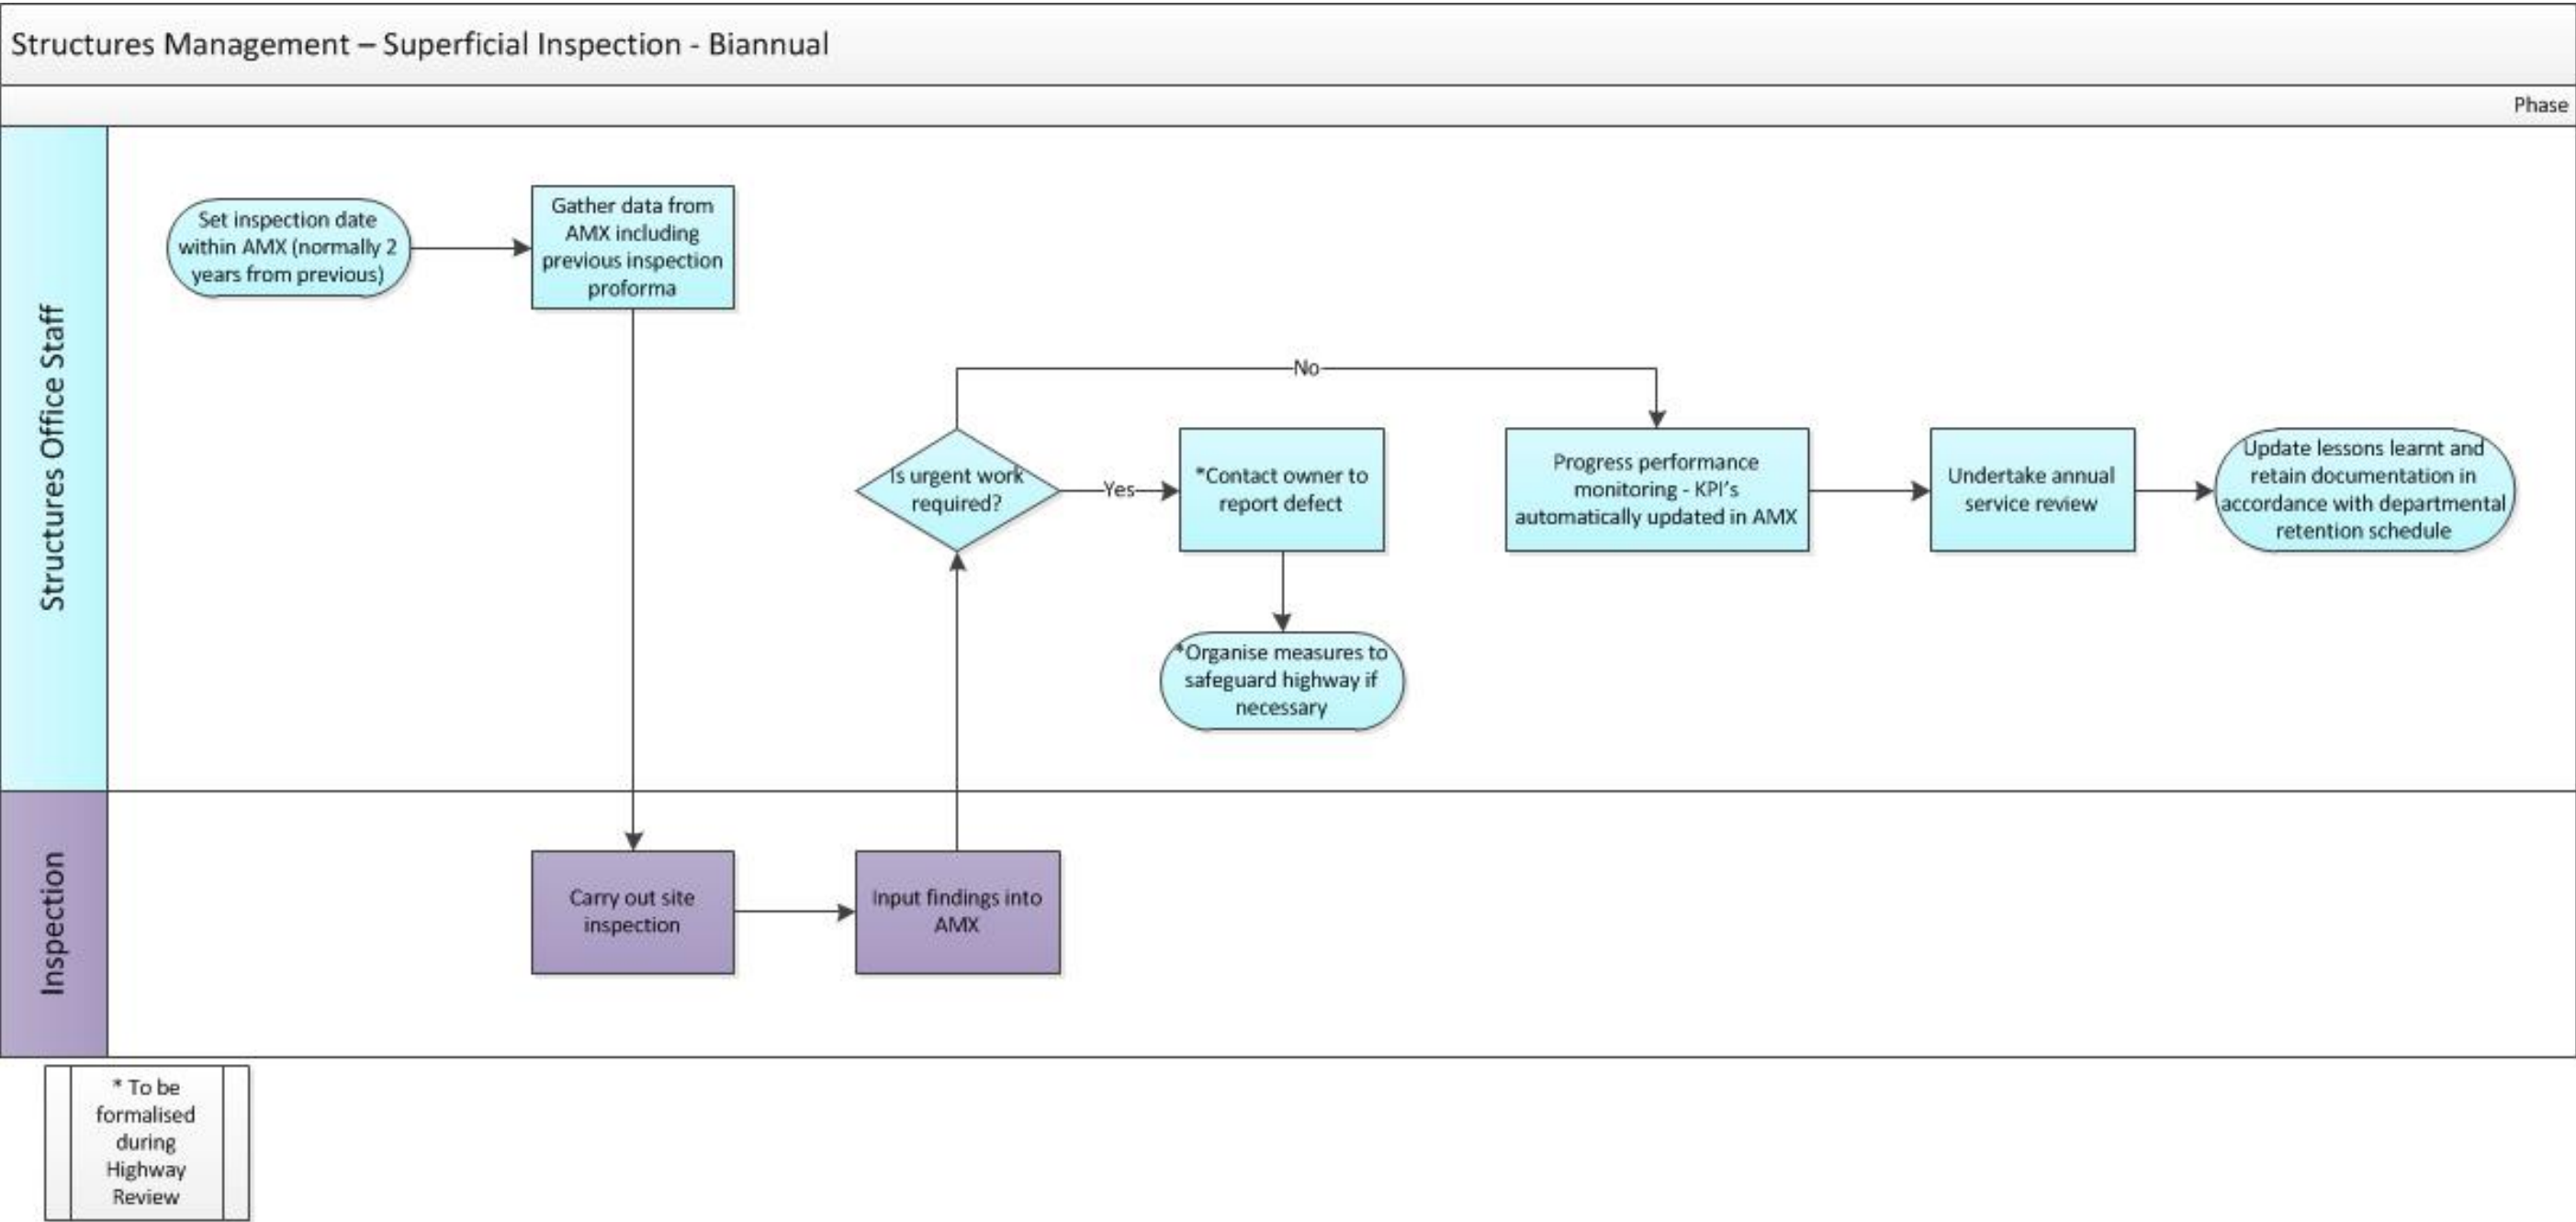 Structures Management – Superficial Inspection - Biannual
Phase
Structures Office Staff
Set inspection date
within AMX (normally 2
years from previous)
Gather data from
AMX including
previous inspection
proforma
No
Is urgent work
required?
Yes
*Contact owner to
report defect
*Organise measures to
safeguard highway if
necessary
Progress performance
monitoring - KPI's
automatically updated in AMX
Undertake annual
service review
Update lessons learnt and
retain documentation in
accordance with departmental
retention schedule
Inspection
Carry out site
inspection
Input findings into
AMX
* To be
formalised
during
Highway
Review